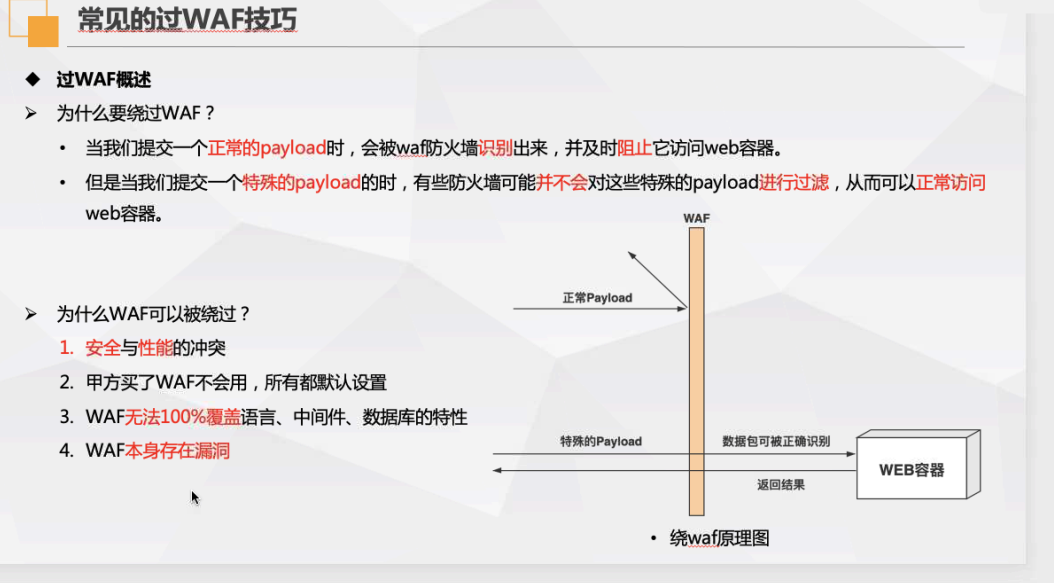 常见的过WAF技巧
◆ 过WAF概述
➢ 为什么要绕过WAF？
• 当我们提交一个正常的payload时，会被waf防火墙识别出来，并及时阻止它访问web容器。
• 但是当我们提交一个特殊的payload的时，有些防火墙可能并不会对这些特殊的payload进行过滤，从而可以正常访问
web容器。
WAF
正常Payload
➢ 为什么WAF可以被绕过？
1. 安全与性能的冲突
2. 甲方买了WAF不会用，所有都默认设置
3. WAF无法100%覆盖语言、中间件、数据库的特性
4. WAF本身存在漏洞
特殊的Payload
数据包可被正确识别
WEB容器
返回结果
• 绕waf原理图